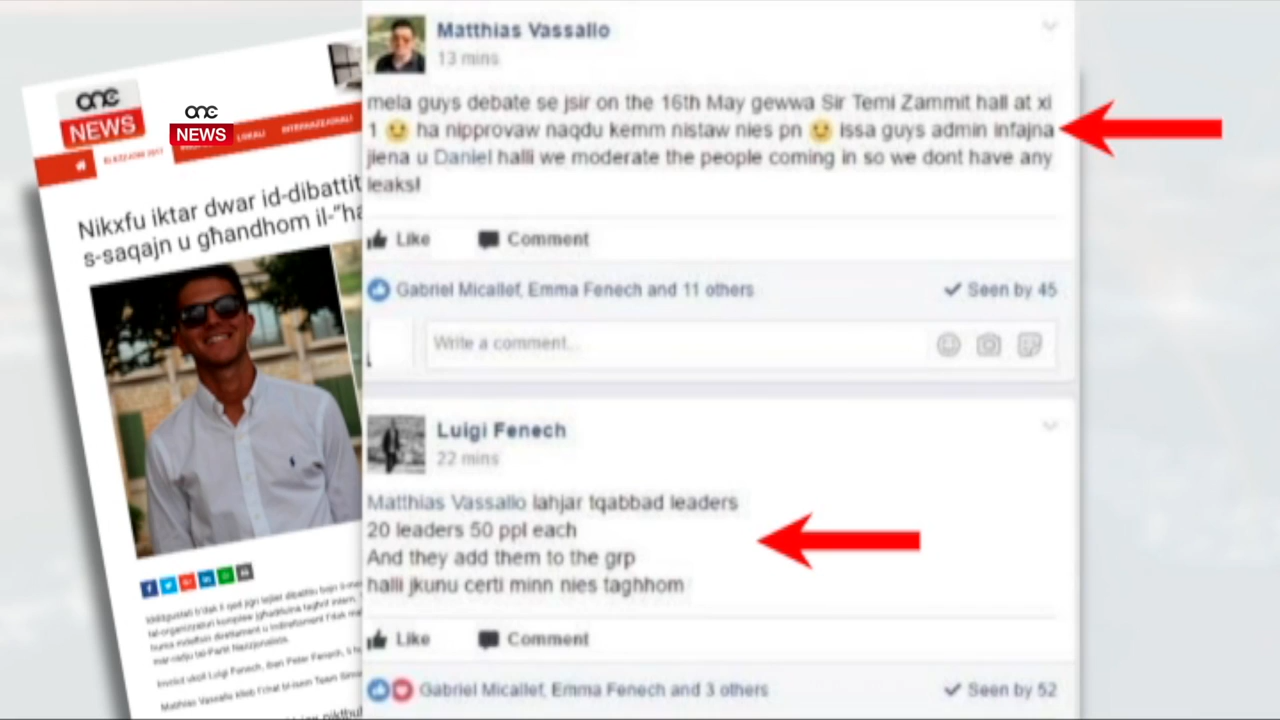 one
NEWS
one
NEWS
ELEZZJONI 2017
LOKALI
INTERNAZZJONALI
Nikxfu iktar dwar id-dibattit
s-saqajn u għandhom il-"ha
Matthias Vassallo
13 mins
mela guys debate se jsir on the 16th May gewwa Sir Temi Zammit hall at xi
1 😉 ha nipprovaw naqdu kemm nistaw nies pn 😉 issa guys admin infajna
jiena u Daniel halli we moderate the people coming in so we dont have any
leaks!
Like Comment
Gabriel Micallef, Emma Fenech and 11 others Seen by 45
Write a comment...
Luigi Fenech
22 mins
Matthias Vassallo lahjar tqabbad leaders
20 leaders 50 ppl each
And they add them to the grp
halli jkunu certi minn nies taghhom
Like Comment
Gabriel Micallef, Emma Fenech and 3 others Seen by 52